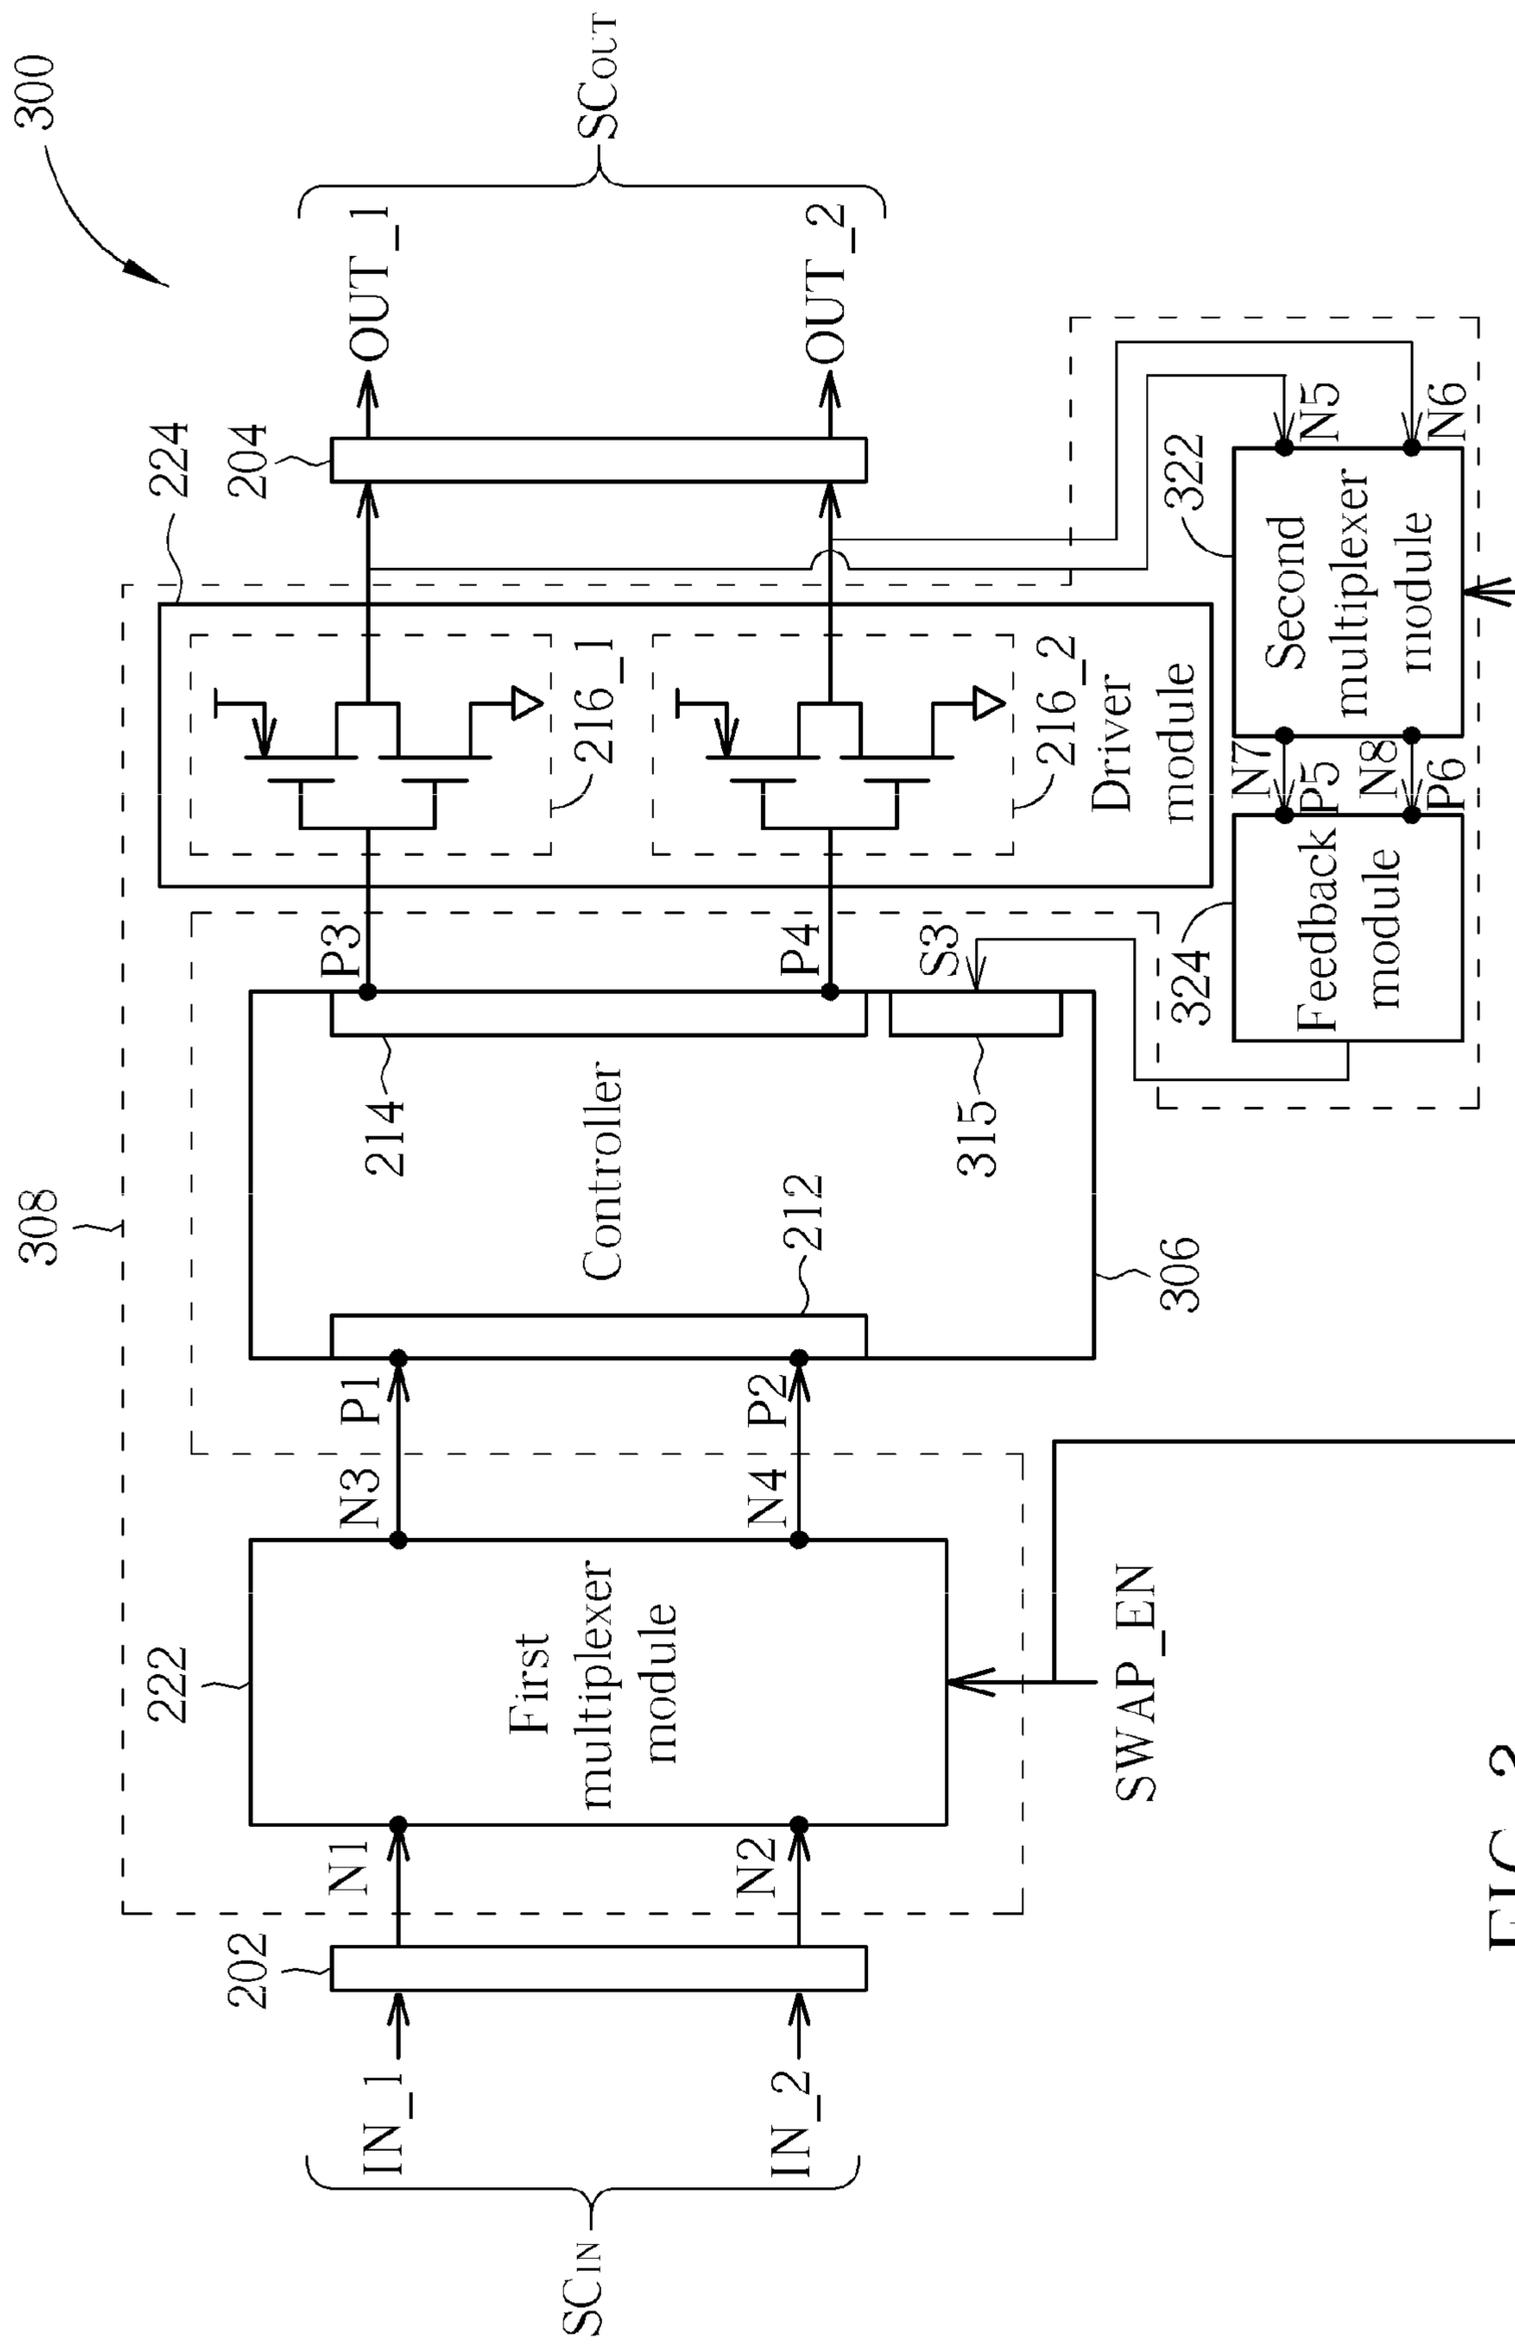 300
308
224
204
222
202
SCIN
IN_1
IN_2
N1
N2
First
multiplexer
module
N3
N4
P1
P2
SWAP_EN
212
Controller
214
315
306
P3
P4
S3
216_1
216_2
Driver
module
OUT_1
OUT_2
SCOUT
324
Feedback
module
P5
P6
N7
N8
322
Second
multiplexer
module
N5
N6